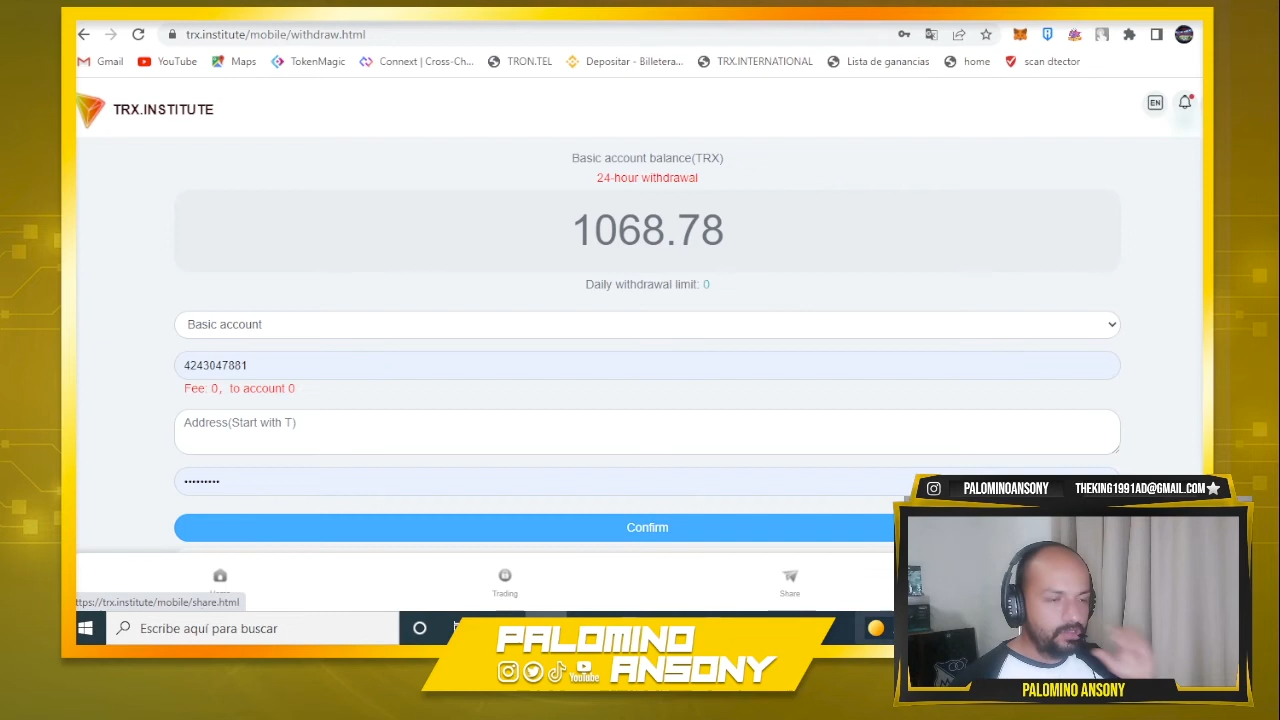 trx.institute/mobile/withdraw.html
Gmail YouTube Maps TokenMagic Connext | Cross-Ch... TRON.TEL Depositar - Billetera... TRX.INTERNATIONAL Lista de ganancias home scan dtector
TRX.INSTITUTE
EN
Basic account balance(TRX)
24-hour withdrawal
1068.78
Daily withdrawal limit: 0
Basic account
4243047881
Fee: 0, to account 0
Address(Start with T)
•••••••••
Confirm
Trading Share
ttps://trx.institute/mobile/share.html
Escribe aquí para buscar
PALOMINOANSONY THEKING1991AD@GMAIL.COM
PALOMINO
ANSONY
YouTube
PALOMINO ANSONY